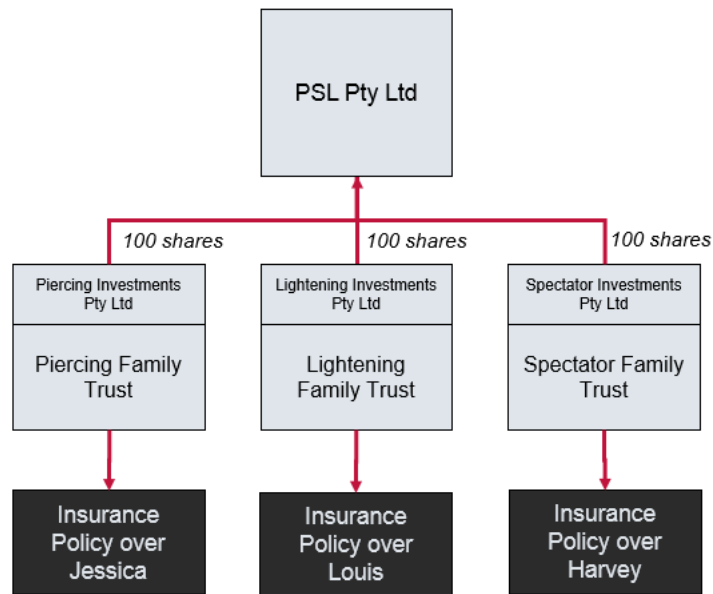 PSL Pty Ltd
100 shares
100 shares
100 shares
Piercing Investments
Pty Ltd
Piercing Family
Trust
Lightening Investments
Pty Ltd
Lightening
Family Trust
Spectator Investments
Pty Ltd
Spectator Family
Trust
Insurance
Policy over
Jessica
Insurance
Policy over
Louis
Insurance
Policy over
Harvey